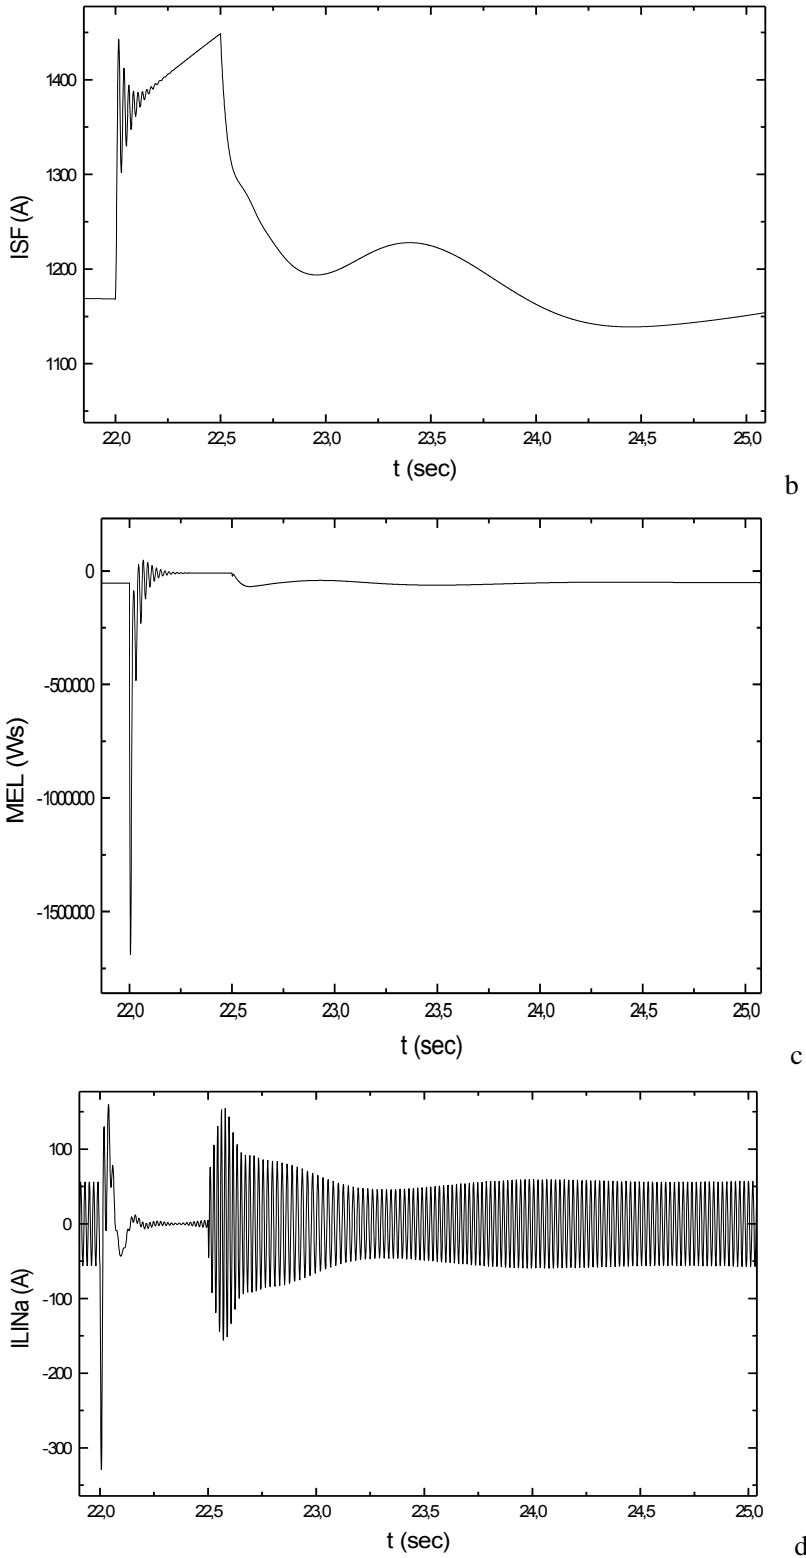 1400
1300
1200
1100
ISF (A)
22,0 22,5 23,0 23,5 24,0 24,5 25,0
t (sec)
b
0
-500000
-1000000
-1500000
MEL (Ws)
22,0 22,5 23,0 23,5 24,0 24,5 25,0
t (sec)
c
100
0
-100
-200
-300
ILINa (A)
22,0 22,5 23,0 23,5 24,0 24,5 25,0
t (sec)
d